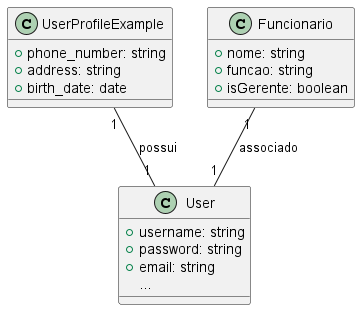 C UserProfileExample
phone_number: string
address: string
birth_date: date
C Funcionario
nome: string
funcao: string
isGerente: boolean
1
1
possui
associado
1
1
C User
username: string
password: string
email: string
...